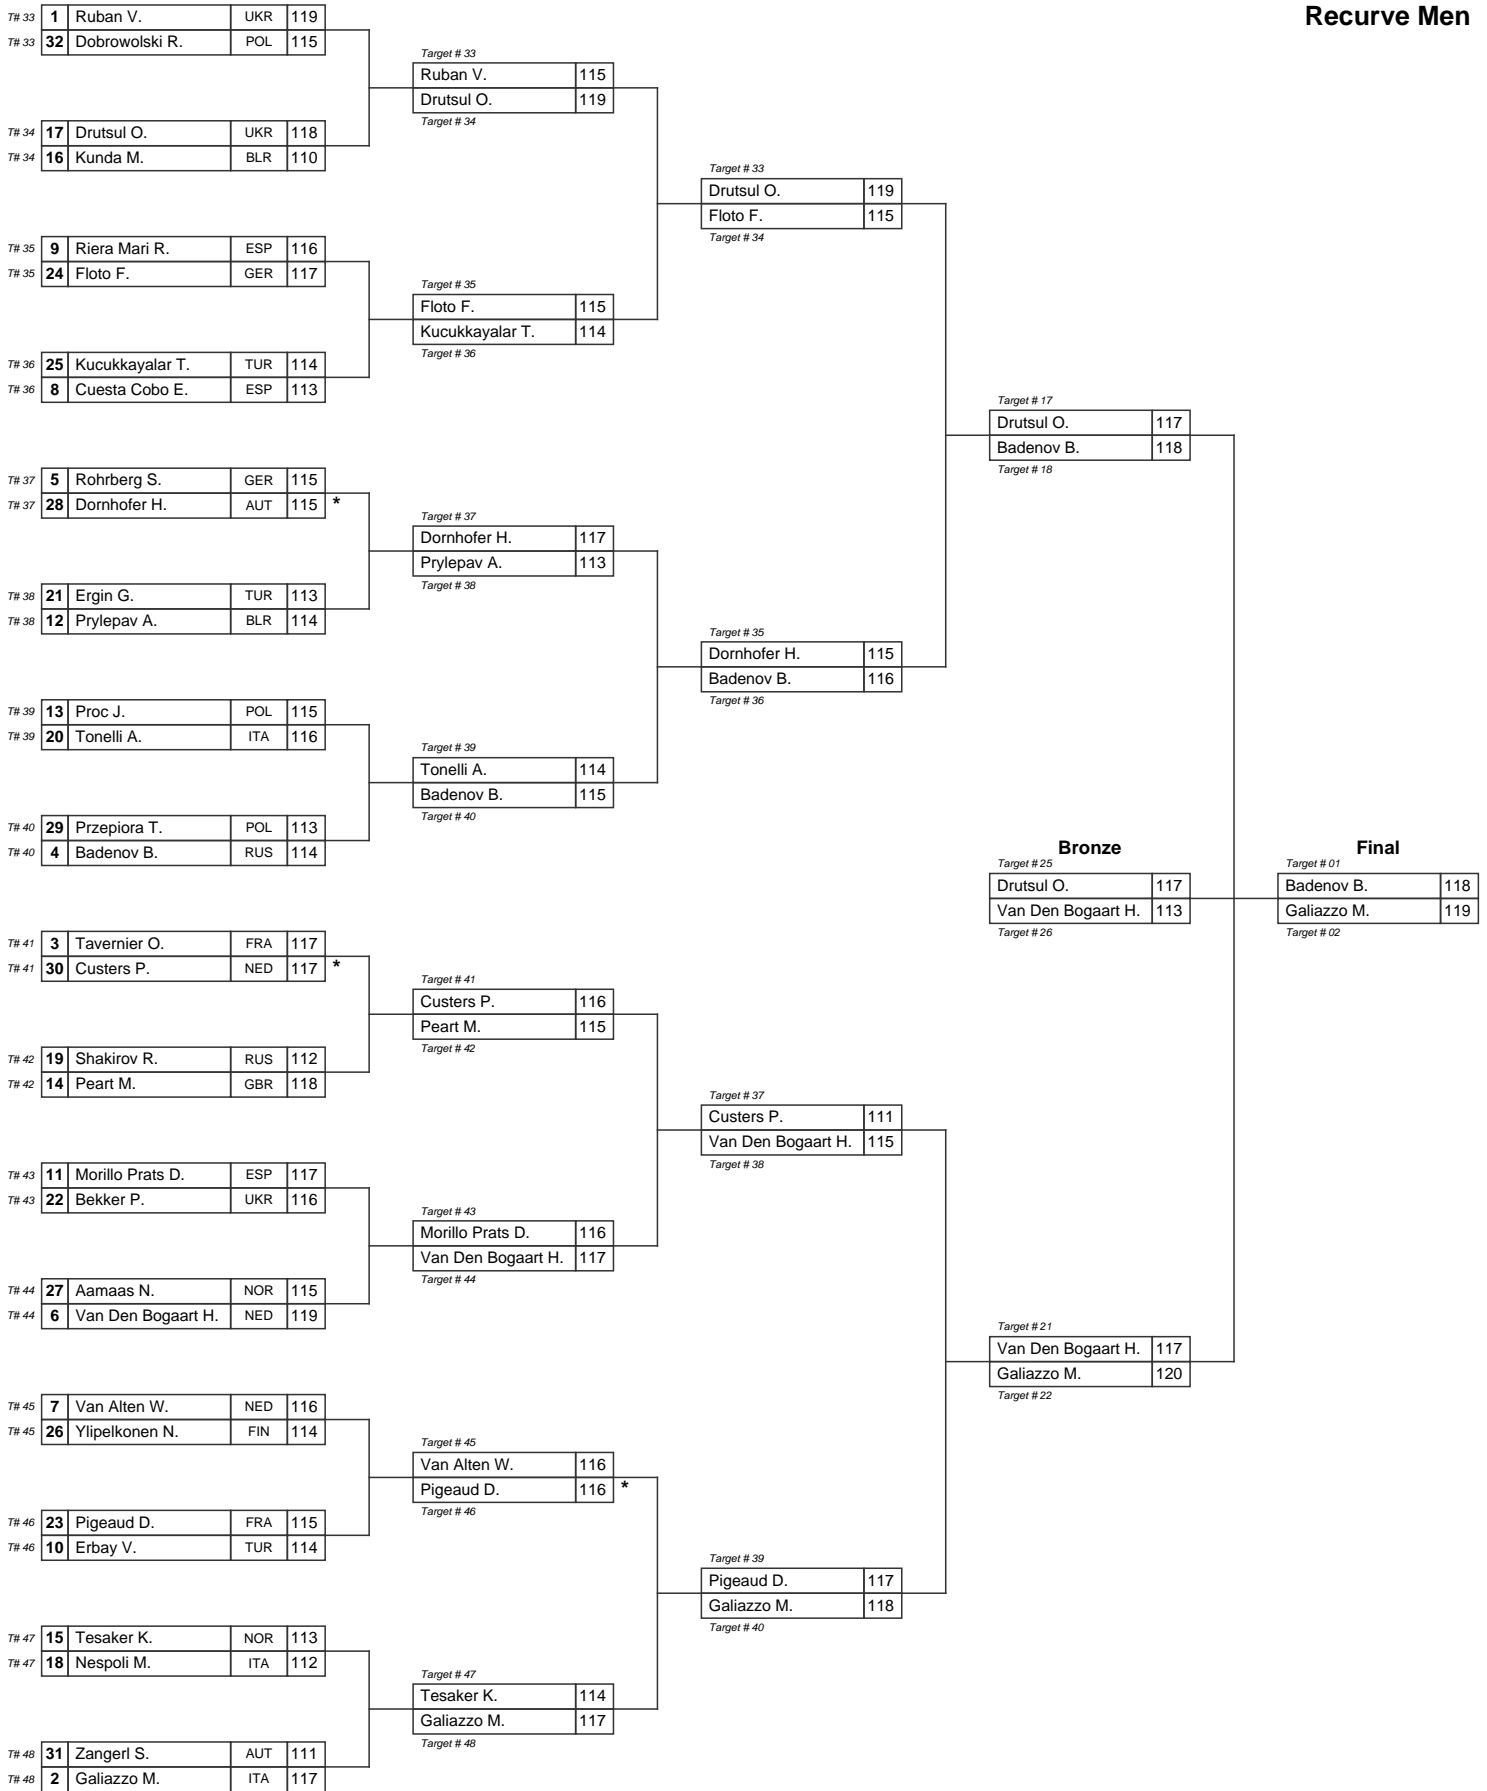 Recurve Men
T# 33 1 Ruban V. UKR 119
T# 33 32 Dobrowolski R. POL 115
T# 34 17 Drutsul O. UKR 118
T# 34 16 Kunda M. BLR 110
T# 35 9 Riera Mari R. ESP 116
T# 35 24 Floto F. GER 117
T# 36 25 Kucukkayalar T. TUR 114
T# 36 8 Cuesta Cobo E. ESP 113
T# 37 5 Rohrberg S. GER 115
T# 37 28 Dornhofer H. AUT 115 *
T# 38 21 Ergin G. TUR 113
T# 38 12 Prylepav A. BLR 114
T# 39 13 Proc J. POL 115
T# 39 20 Tonelli A. ITA 116
T# 40 29 Przepiora T. POL 113
T# 40 4 Badenov B. RUS 114
T# 41 3 Tavernier O. FRA 117
T# 41 30 Custers P. NED 117 *
T# 42 19 Shakirov R. RUS 112
T# 42 14 Peart M. GBR 118
T# 43 11 Morillo Prats D. ESP 117
T# 43 22 Bekker P. UKR 116
T# 44 27 Aamaas N. NOR 115
T# 44 6 Van Den Bogaart H. NED 119
T# 45 7 Van Alten W. NED 116
T# 45 26 Ylipelkonen N. FIN 114
T# 46 23 Pigeaud D. FRA 115
T# 46 10 Erbay V. TUR 114
T# 47 15 Tesaker K. NOR 113
T# 47 18 Nespoli M. ITA 112
T# 48 31 Zangerl S. AUT 111
T# 48 2 Galiazzo M. ITA 117
Target # 33
Ruban V. 115
Drutsul O. 119
Target # 34
Target # 35
Floto F. 115
Kucukkayalar T. 114
Target # 36
Target # 37
Dornhofer H. 117
Prylepav A. 113
Target # 38
Target # 39
Tonelli A. 114
Badenov B. 115
Target # 40
Target # 41
Custers P. 116
Peart M. 115
Target # 42
Target # 43
Morillo Prats D. 116
Van Den Bogaart H. 117
Target # 44
Target # 45
Van Alten W. 116
Pigeaud D. 116 *
Target # 46
Target # 47
Tesaker K. 114
Galiazzo M. 117
Target # 48
Target # 33
Drutsul O. 119
Floto F. 115
Target # 34
Target # 35
Dornhofer H. 115
Badenov B. 116
Target # 36
Target # 37
Custers P. 111
Van Den Bogaart H. 115
Target # 38
Target # 39
Pigeaud D. 117
Galiazzo M. 118
Target # 40
Target # 17
Drutsul O. 117
Badenov B. 118
Target # 18
Target # 21
Van Den Bogaart H. 117
Galiazzo M. 120
Target # 22
Bronze
Target # 25
Drutsul O. 117
Van Den Bogaart H. 113
Target # 26
Final
Target # 01
Badenov B. 118
Galiazzo M. 119
Target # 02